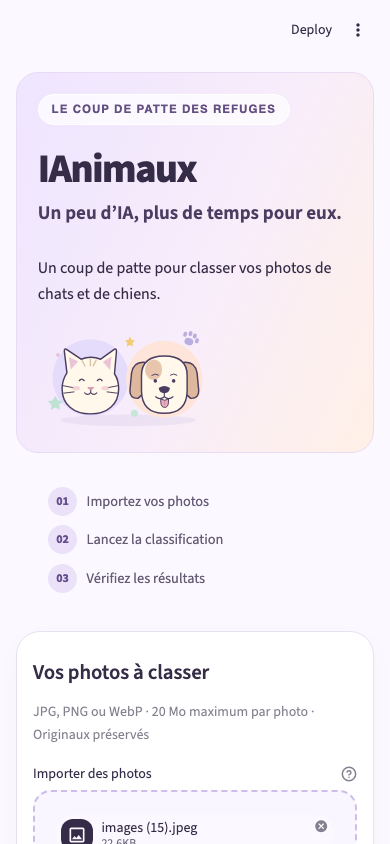 Deploy
LE COUP DE PATTE DES REFUGES
IAnimaux
Un peu d’IA, plus de temps pour eux.
Un coup de patte pour classer vos photos de
chats et de chiens.
01 Importez vos photos
02 Lancez la classification
03 Vérifiez les résultats
Vos photos à classer
JPG, PNG ou WebP · 20 Mo maximum par photo ·
Originaux préservés
Importer des photos
images (15).jpeg
22.6KB